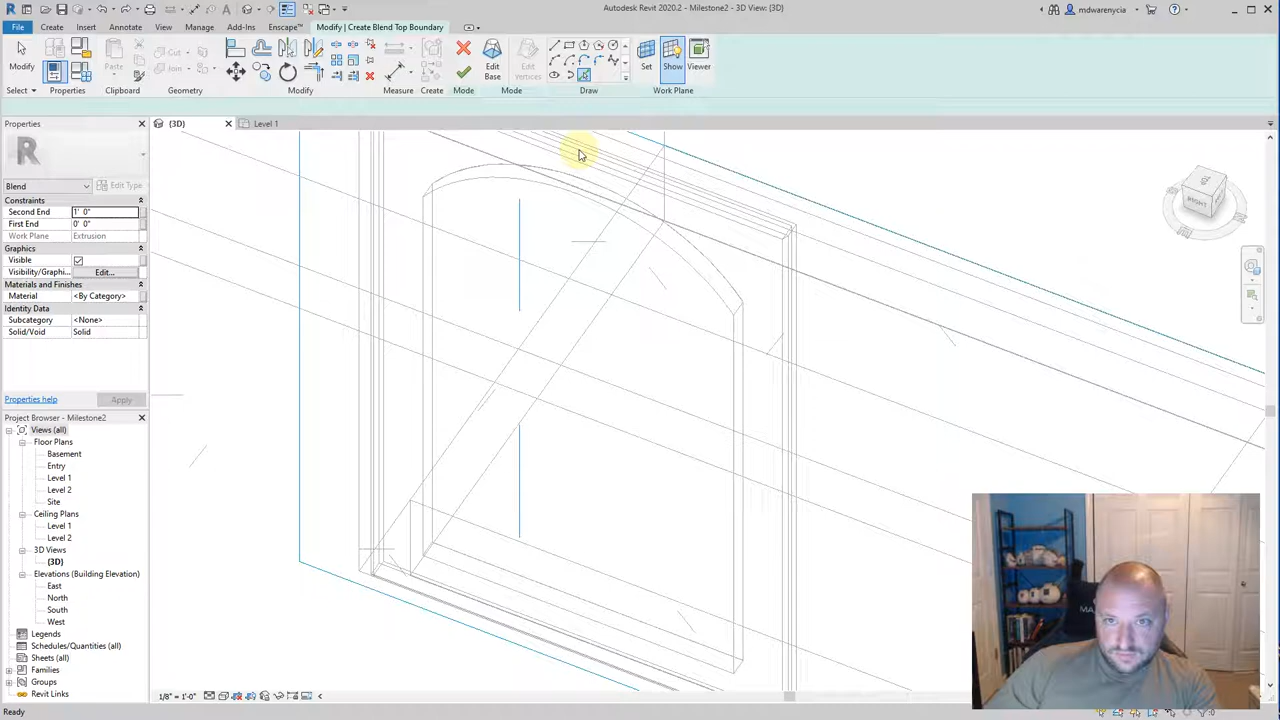 Autodesk Revit 2020.2 - Milestone2 - 3D View: {3D}
mdwarenycia
File
Create
Insert
Annotate
View
Manage
Add-Ins
Enscape™
Modify | Create Blend Top Boundary
Modify
Paste
Cut
Join
Edit
Base
Edit
Vertices
Set
Show
Viewer
Select
Properties
Clipboard
Geometry
Modify
Measure
Create
Mode
Mode
Draw
Work Plane
Properties
{3D}
Level 1
Blend
Edit Type
Constraints
Second End 1' 0"
First End 0' 0"
Work Plane Extrusion
Graphics
Visible
Visibility/Graphi... Edit...
Materials and Finishes
Material <By Category>
Identity Data
Subcategory <None>
Solid/Void Solid
Properties help
Apply
Project Browser - Milestone2
Views (all)
Floor Plans
Basement
Entry
Level 1
Level 2
Site
Ceiling Plans
Level 1
Level 2
3D Views
{3D}
Elevations (Building Elevation)
East
North
South
West
Legends
Schedules/Quantities (all)
Sheets (all)
Families
Groups
Revit Links
1/8" = 1'-0"
Ready
RIGHT